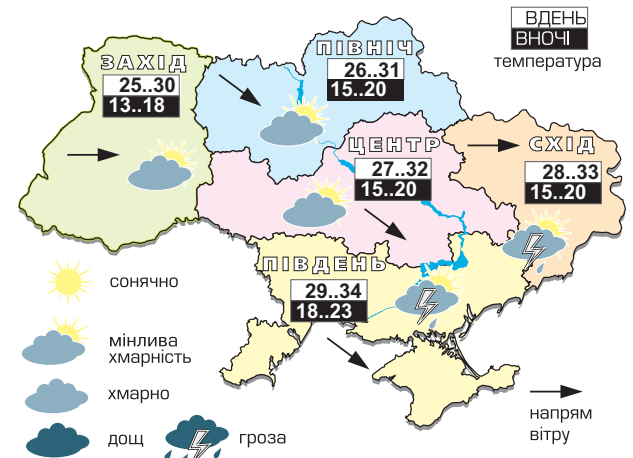 ВДЕНЬ
ВНОЧІ
температура
ЗАХІД
25..30
13..18
ПІВНІЧ
26..31
15..20
ЦЕНТР
27..32
15..20
СХІД
28..33
15..20
ПІВДЕНЬ
29..34
18..23
сонячно
мінлива
хмарність
хмарно
дощ
гроза
напрям
вітру